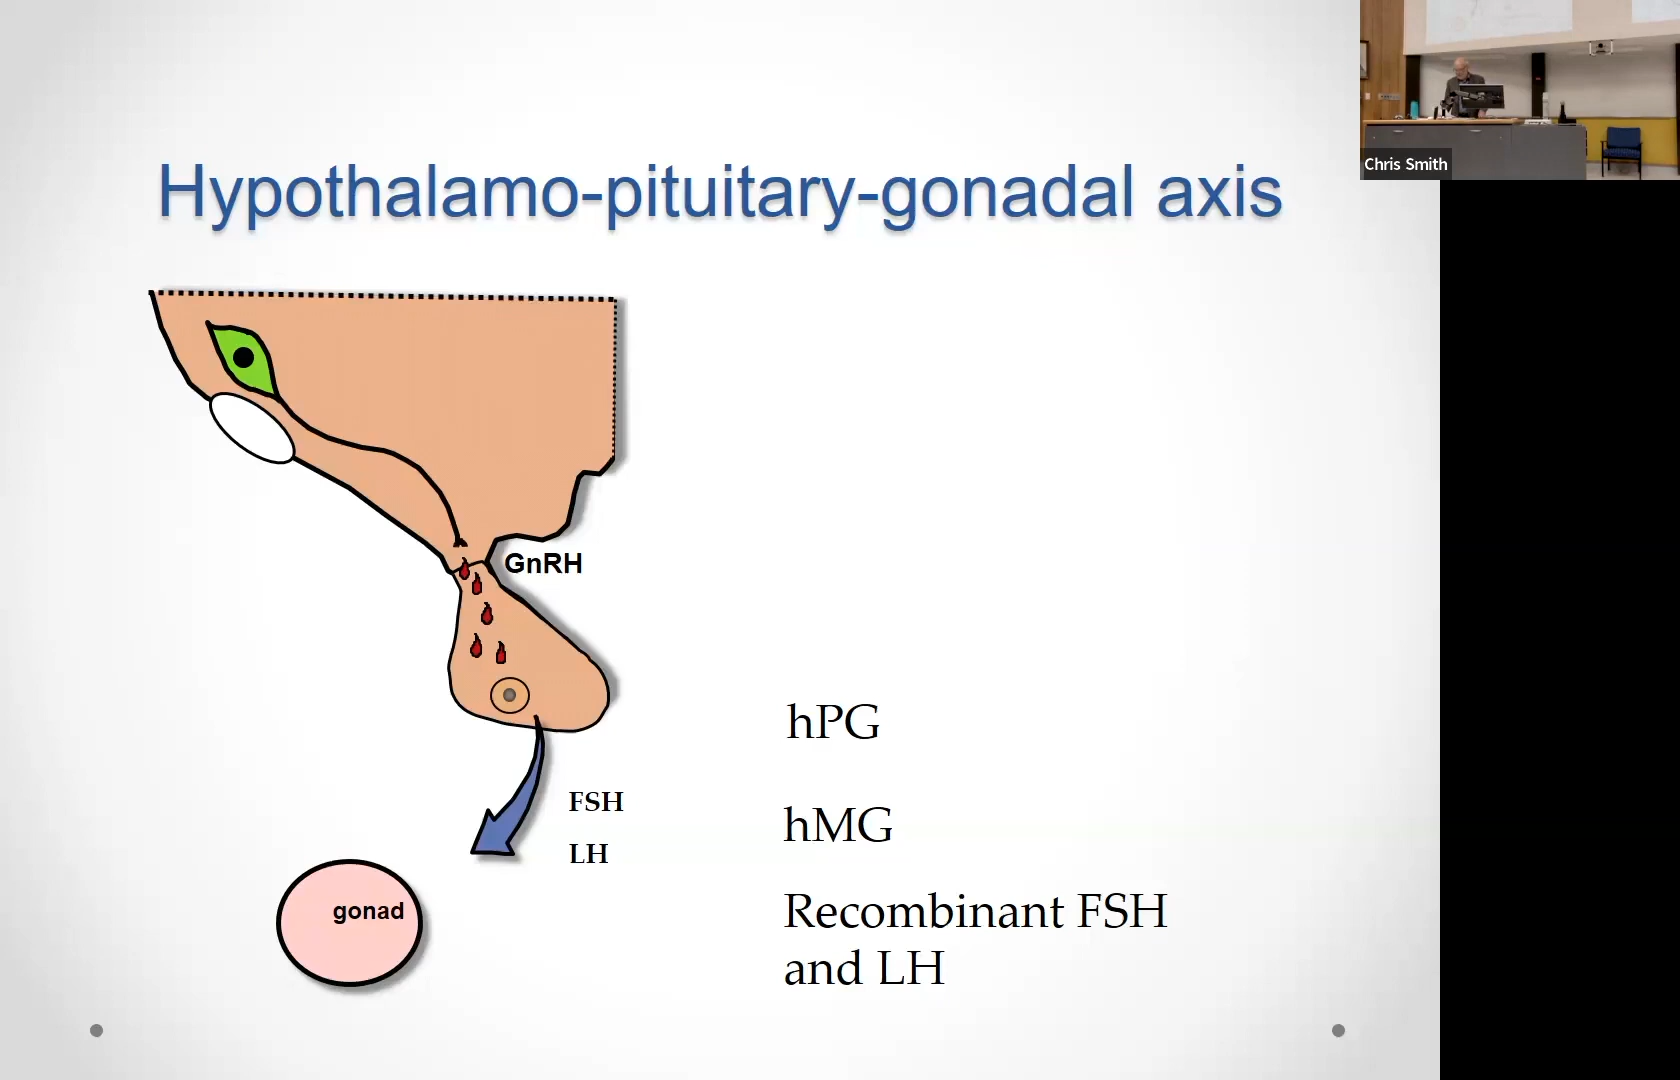 Hypothalamo-pituitary-gonadal axis
Chris Smith
GnRH
hPG
FSH
hMG
LH
gonad
Recombinant FSH
and LH